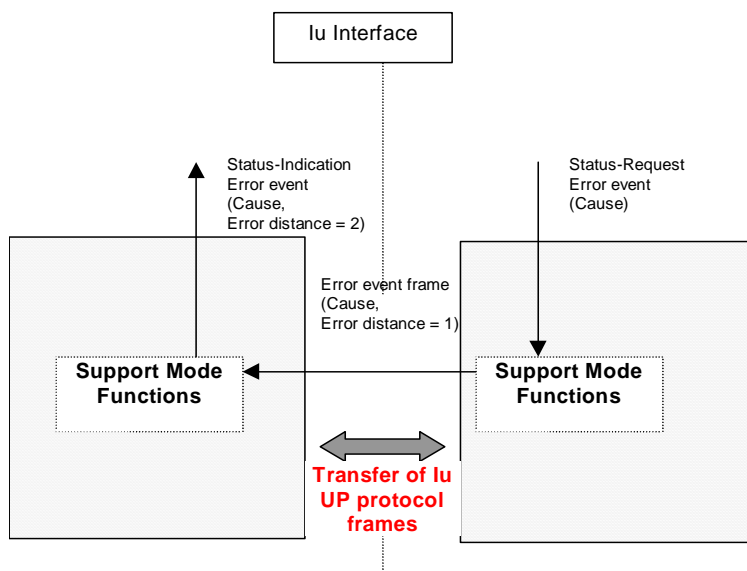 Iu Interface
Status-Indication
Error event
(Cause,
Error distance = 2)
Status-Request
Error event
(Cause)
Error event frame
(Cause,
Error distance = 1)
Support Mode
Functions
Support Mode
Functions
Transfer of Iu
UP protocol
frames